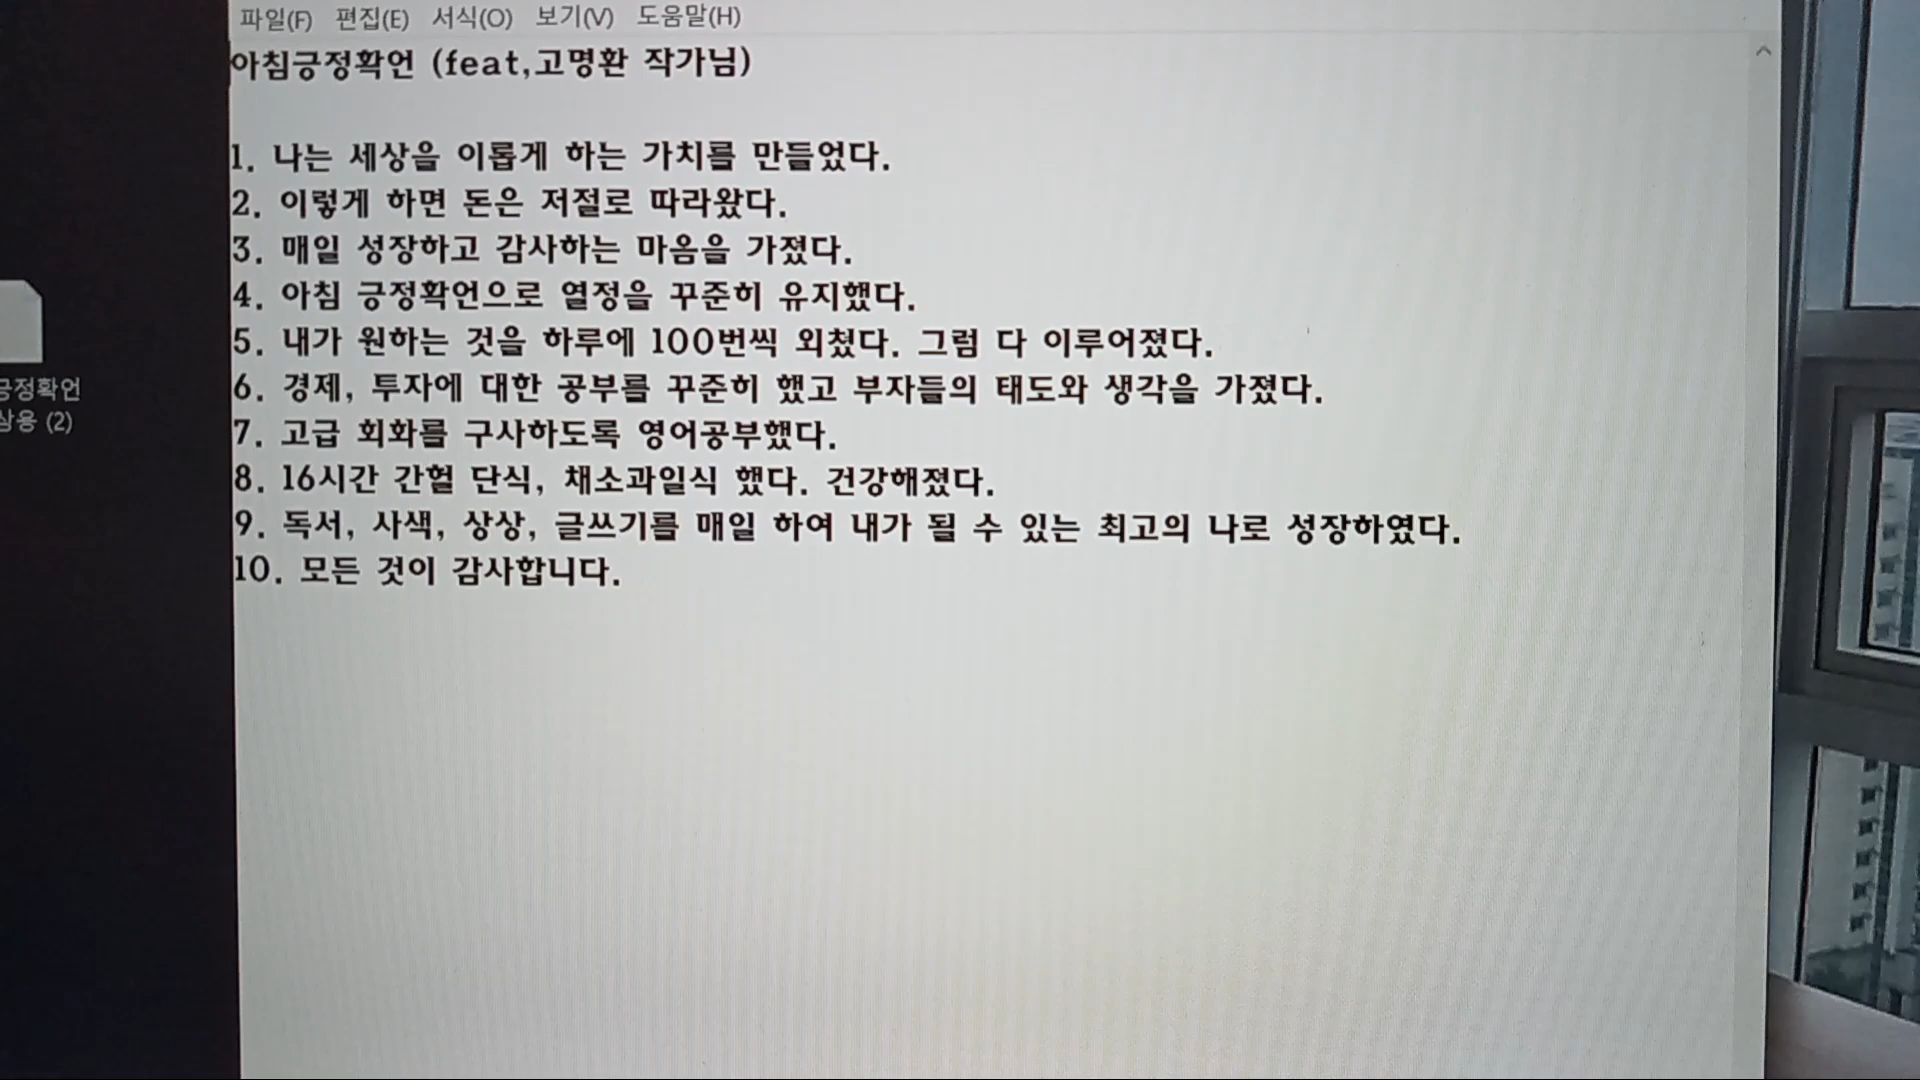 파일(F) 편집(E) 서식(O) 보기(V) 도움말(H)
아침긍정확언 (feat,고명환 작가님)
1. 나는 세상을 이롭게 하는 가치를 만들었다.
2. 이렇게 하면 돈은 저절로 따라왔다.
3. 매일 성장하고 감사하는 마음을 가졌다.
4. 아침 긍정확언으로 열정을 꾸준히 유지했다.
5. 내가 원하는 것을 하루에 100번씩 외쳤다. 그럼 다 이루어졌다.
6. 경제, 투자에 대한 공부를 꾸준히 했고 부자들의 태도와 생각을 가졌다.
7. 고급 회화를 구사하도록 영어공부했다.
8. 16시간 간헐 단식, 채소과일식 했다. 건강해졌다.
9. 독서, 사색, 상상, 글쓰기를 매일 하여 내가 될 수 있는 최고의 나로 성장하였다.
10. 모든 것이 감사합니다.
긍정확언
상용 (2)